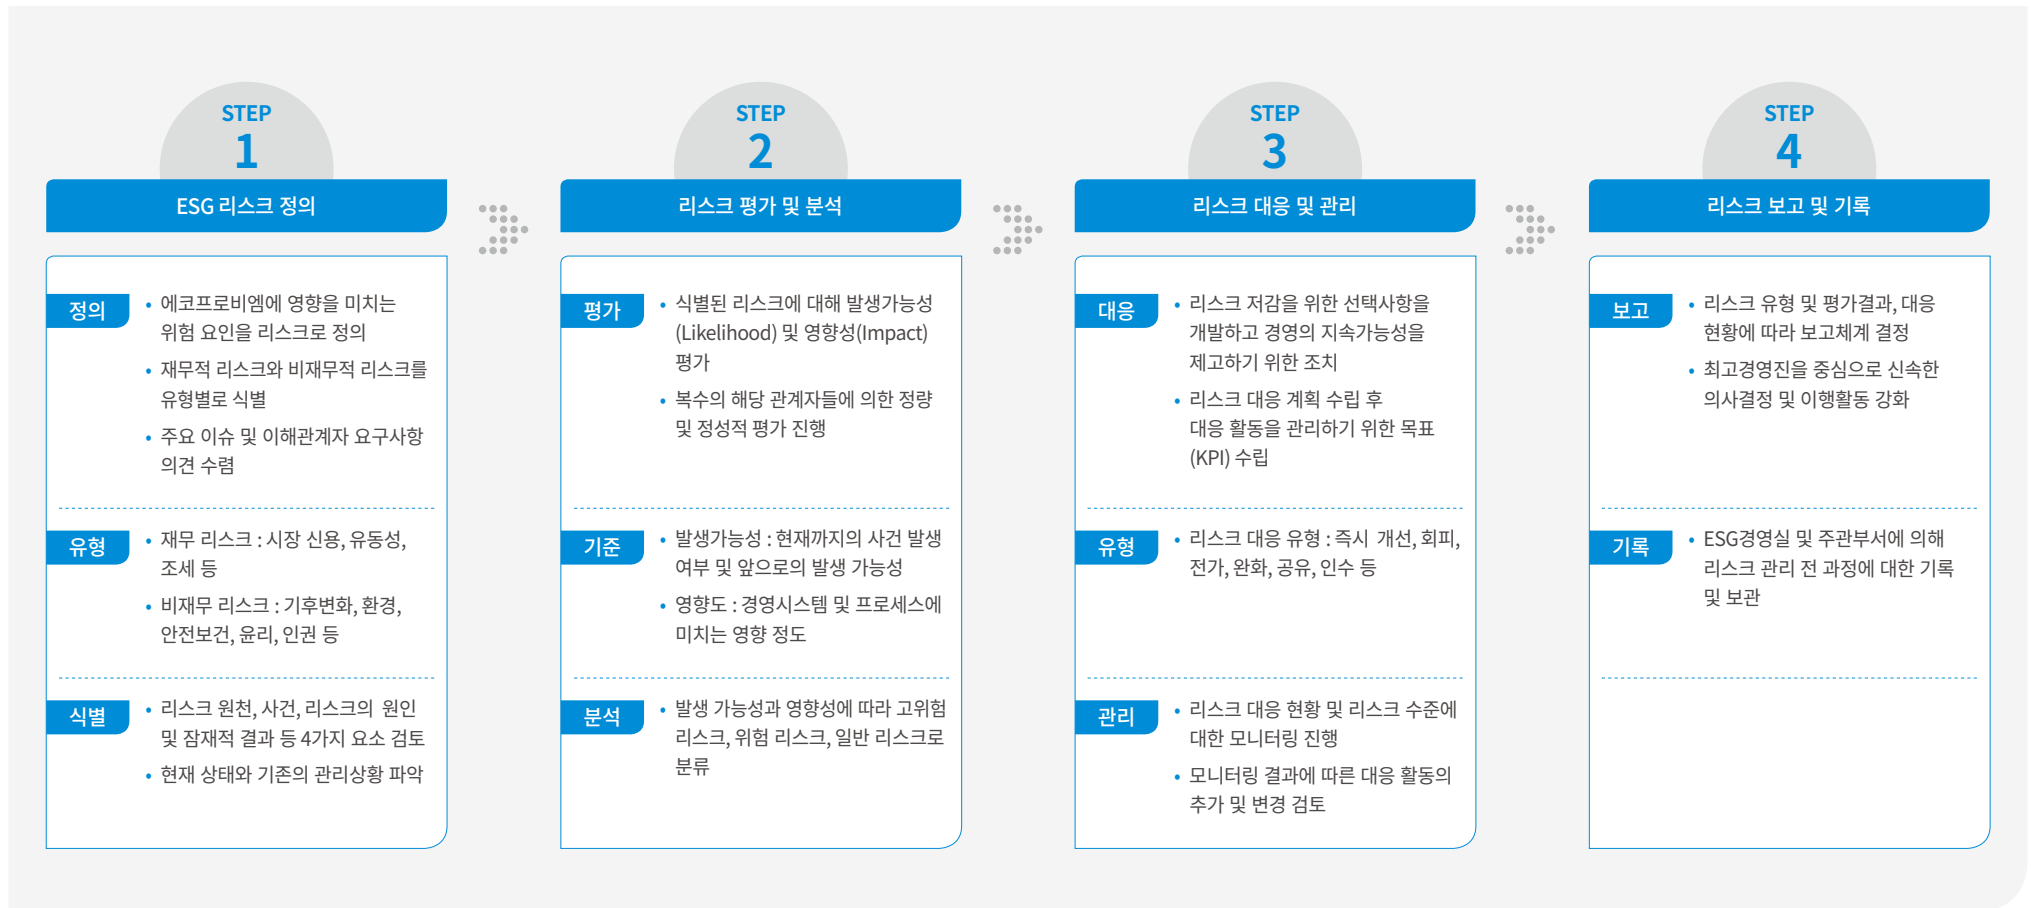 STEP
1
ESG 리스크 정의
정의
• 에코프로비엠에 영향을 미치는
위험 요인을 리스크로 정의
• 재무적 리스크와 비재무적 리스크를
유형별로 식별
• 주요 이슈 및 이해관계자 요구사항
의견 수렴
유형
• 재무 리스크 : 시장 신용, 유동성,
조세 등
• 비재무 리스크 : 기후변화, 환경,
안전보건, 윤리, 인권 등
식별
• 리스크 원천, 사건, 리스크의 원인
및 잠재적 결과 등 4가지 요소 검토
• 현재 상태와 기존의 관리상황 파악
STEP
2
리스크 평가 및 분석
평가
• 식별된 리스크에 대해 발생가능성
(Likelihood) 및 영향성(Impact)
평가
• 복수의 해당 관계자들에 의한 정량
및 정성적 평가 진행
기준
• 발생가능성 : 현재까지의 사건 발생
여부 및 앞으로의 발생 가능성
• 영향도 : 경영시스템 및 프로세스에
미치는 영향 정도
분석
• 발생 가능성과 영향성에 따라 고위험
리스크, 위험 리스크, 일반 리스크로
분류
STEP
3
리스크 대응 및 관리
대응
• 리스크 저감을 위한 선택사항을
개발하고 경영의 지속가능성을
제고하기 위한 조치
• 리스크 대응 계획 수립 후
대응 활동을 관리하기 위한 목표
(KPI) 수립
유형
• 리스크 대응 유형 : 즉시 개선, 회피,
전가, 완화, 공유, 인수 등
관리
• 리스크 대응 현황 및 리스크 수준에
대한 모니터링 진행
• 모니터링 결과에 따른 대응 활동의
추가 및 변경 검토
STEP
4
리스크 보고 및 기록
보고
• 리스크 유형 및 평가결과, 대응
현황에 따라 보고체계 결정
• 최고경영진을 중심으로 신속한
의사결정 및 이행활동 강화
기록
• ESG경영실 및 주관부서에 의해
리스크 관리 전 과정에 대한 기록
및 보관